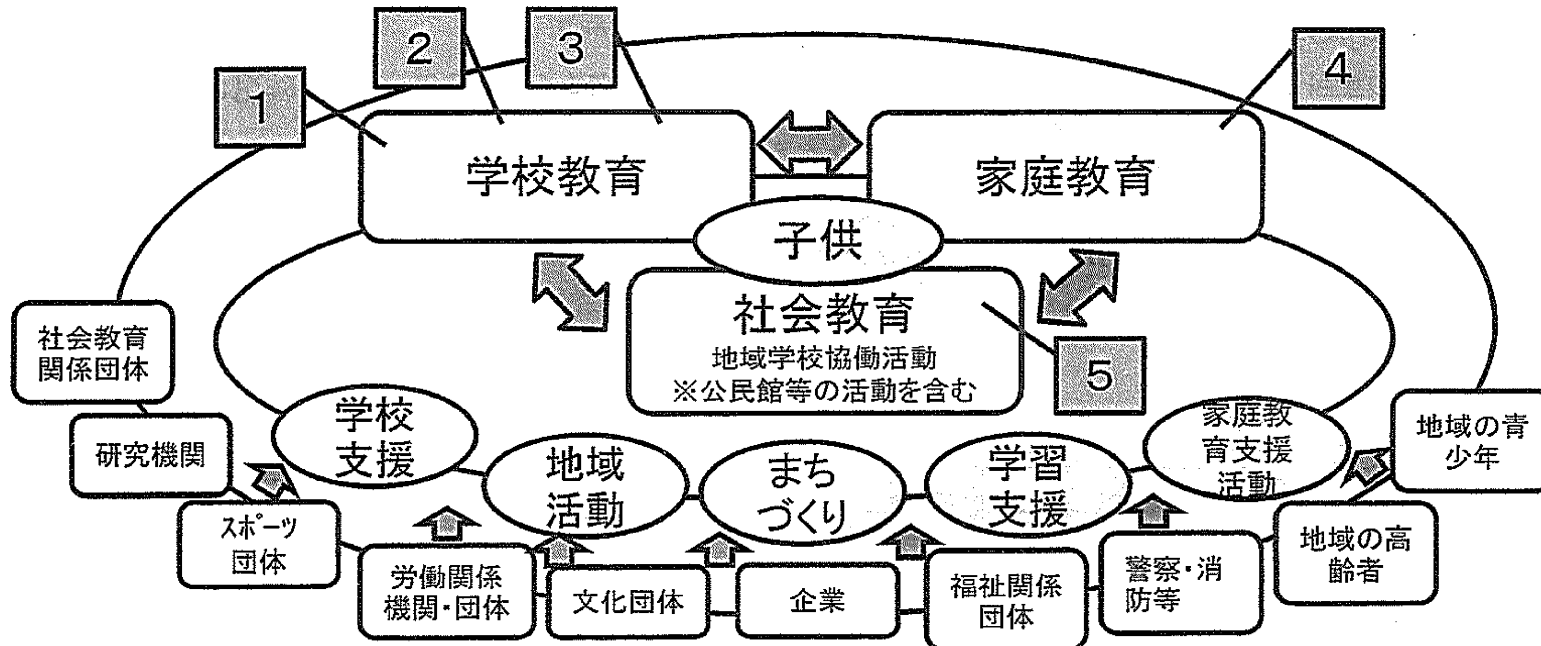 1
2
3
4
学校教育
家庭教育
子供
社会教育
地域学校協働活動
※公民館等の活動を含む
5
社会教育
関係団体
研究機関
スポーツ
団体
労働関係
機関・団体
文化団体
企業
福祉関係
団体
警察・消
防等
地域の高
齢者
地域の青
少年
学校
支援
地域
活動
まち
づくり
学習
支援
家庭教
育支援
活動